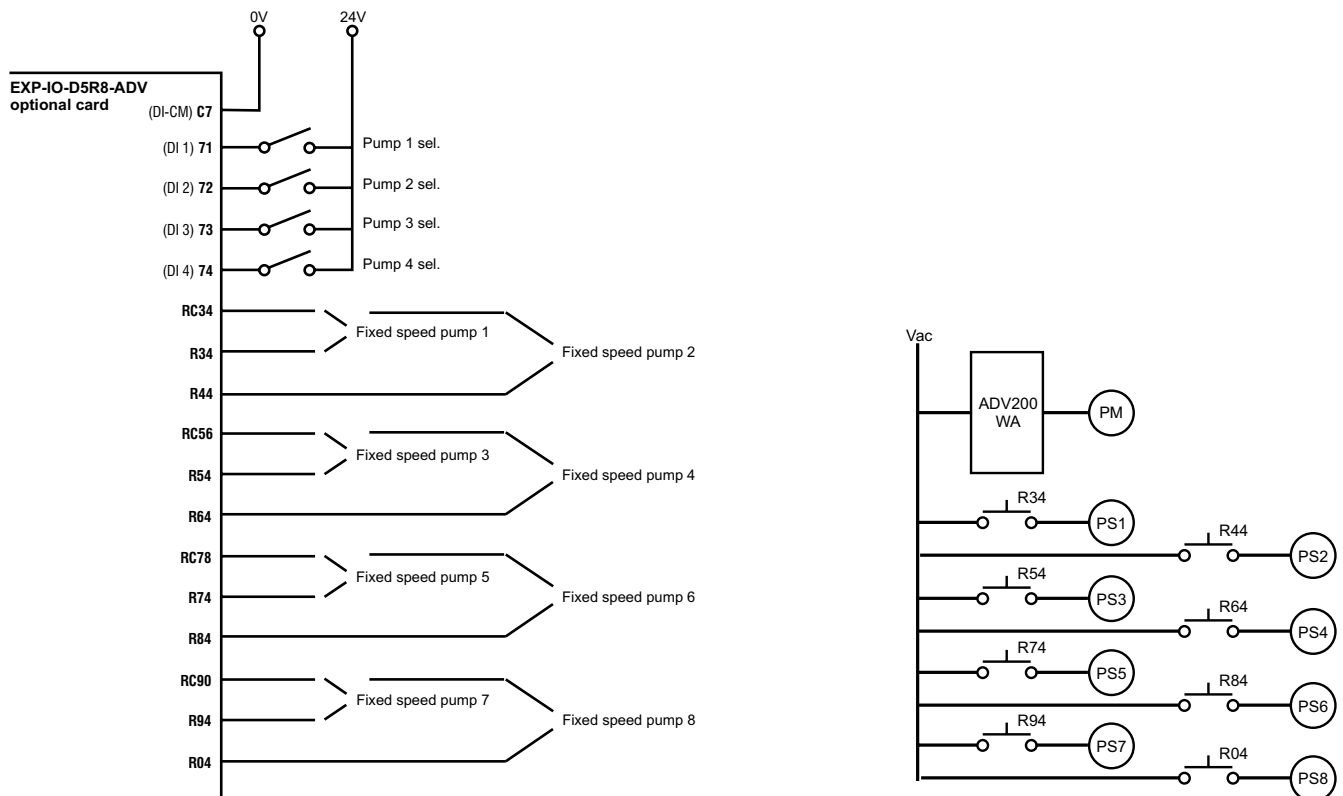 0V
24V
EXP-IO-D5R8-ADV
optional card
(DI-CM) C7
(DI 1) 71
Pump 1 sel.
(DI 2) 72
Pump 2 sel.
(DI 3) 73
Pump 3 sel.
(DI 4) 74
Pump 4 sel.
RC34
Fixed speed pump 1
R34
Fixed speed pump 2
R44
RC56
Fixed speed pump 3
R54
Fixed speed pump 4
R64
RC78
Fixed speed pump 5
R74
Fixed speed pump 6
R84
RC90
Fixed speed pump 7
R94
Fixed speed pump 8
R04
Vac
ADV200
WA
PM
R34
PS1
R44
PS2
R54
PS3
R64
PS4
R74
PS5
R84
PS6
R94
PS7
R04
PS8